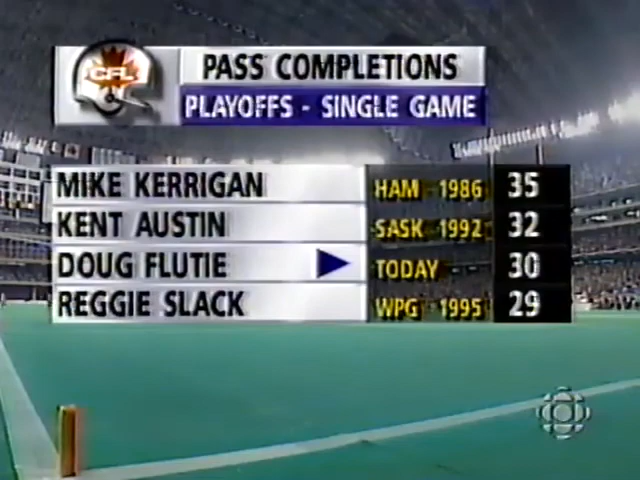 CFL
PASS COMPLETIONS
PLAYOFFS - SINGLE GAME
MIKE KERRIGAN HAM 1986 35
KENT AUSTIN SASK 1992 32
DOUG FLUTIE TODAY 30
REGGIE SLACK WPG 1995 29